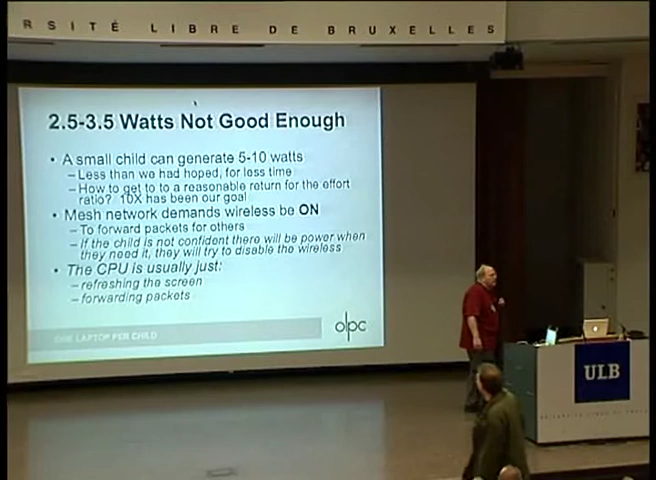 RSITÉ LIBRE DE BRUXELLES
2.5-3.5 Watts Not Good Enough
• A small child can generate 5-10 watts
– Less than we had hoped, for less time
– How to get to to a reasonable return for the effort
ratio? 10X has been our goal
• Mesh network demands wireless be ON
– To forward packets for others
– If the child is not confident there will be power when
they need it, they will try to disable the wireless
• The CPU is usually just:
– refreshing the screen
– forwarding packets
ONE LAPTOP PER CHILD
olpc
ULB